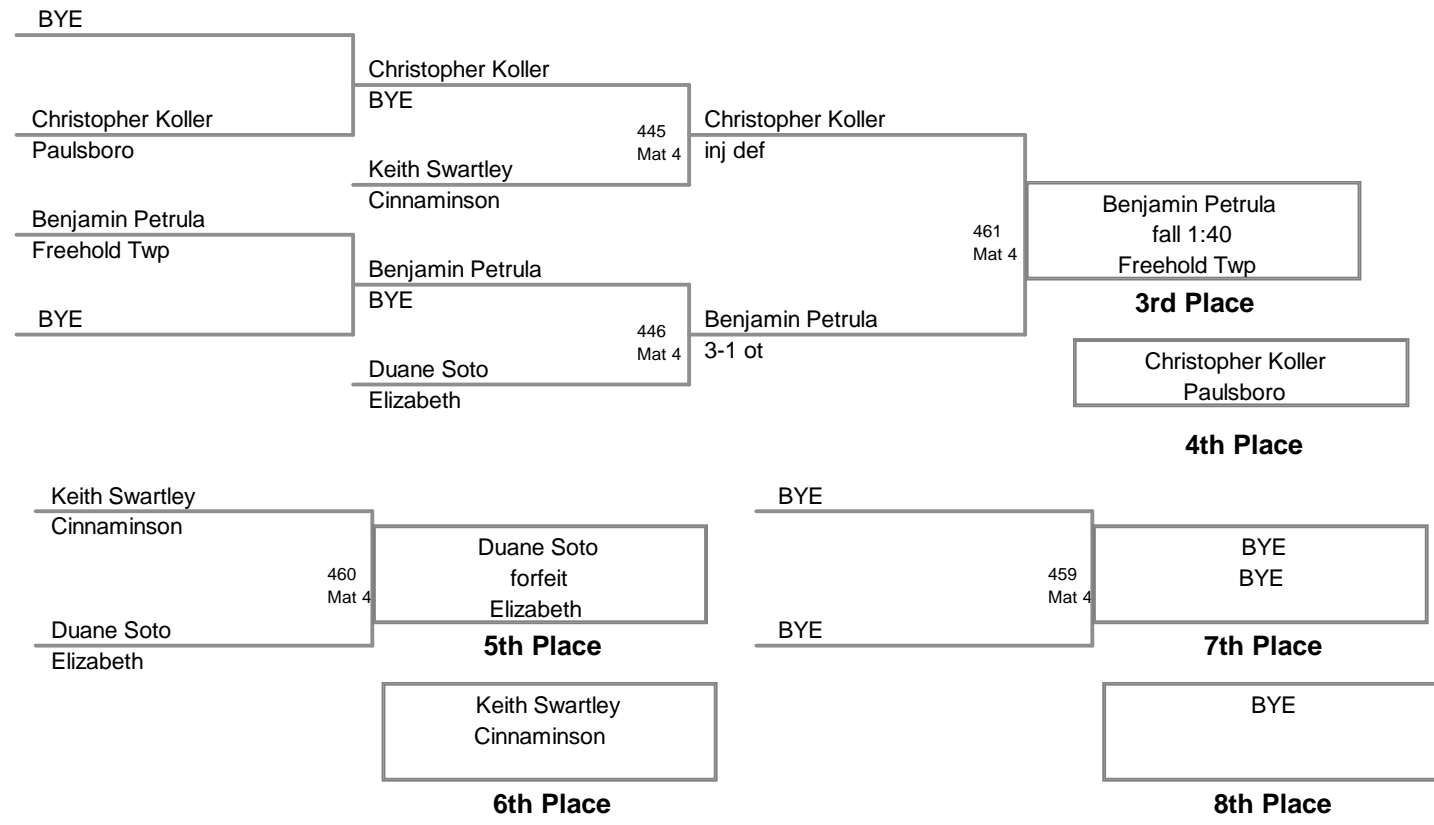 BYE
Christopher Koller
BYE
Christopher Koller
Paulsboro
445
Mat 4
Christopher Koller
inj def
Keith Swartley
Cinnaminson
Benjamin Petrula
Freehold Twp
461
Mat 4
Benjamin Petrula
fall 1:40
Freehold Twp
3rd Place
Benjamin Petrula
BYE
BYE
446
Mat 4
Benjamin Petrula
3-1 ot
Duane Soto
Elizabeth
Christopher Koller
Paulsboro
4th Place
Keith Swartley
Cinnaminson
460
Mat 4
Duane Soto
forfeit
Elizabeth
5th Place
Duane Soto
Elizabeth
Keith Swartley
Cinnaminson
6th Place
BYE
459
Mat 4
BYE
BYE
7th Place
BYE
BYE
8th Place